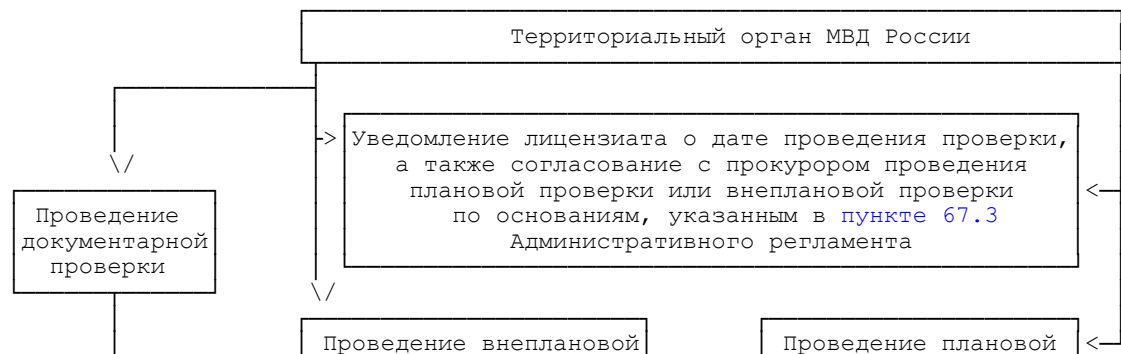 Территориальный орган МВД России
Уведомление лицензиата о дате проведения проверки,
а также согласование с прокурором проведения
плановой проверки или внеплановой проверки
по основаниям, указанным в пункте 67.3
Административного регламента
Проведение
документарной
проверки
Проведение внеплановой
Проведение плановой